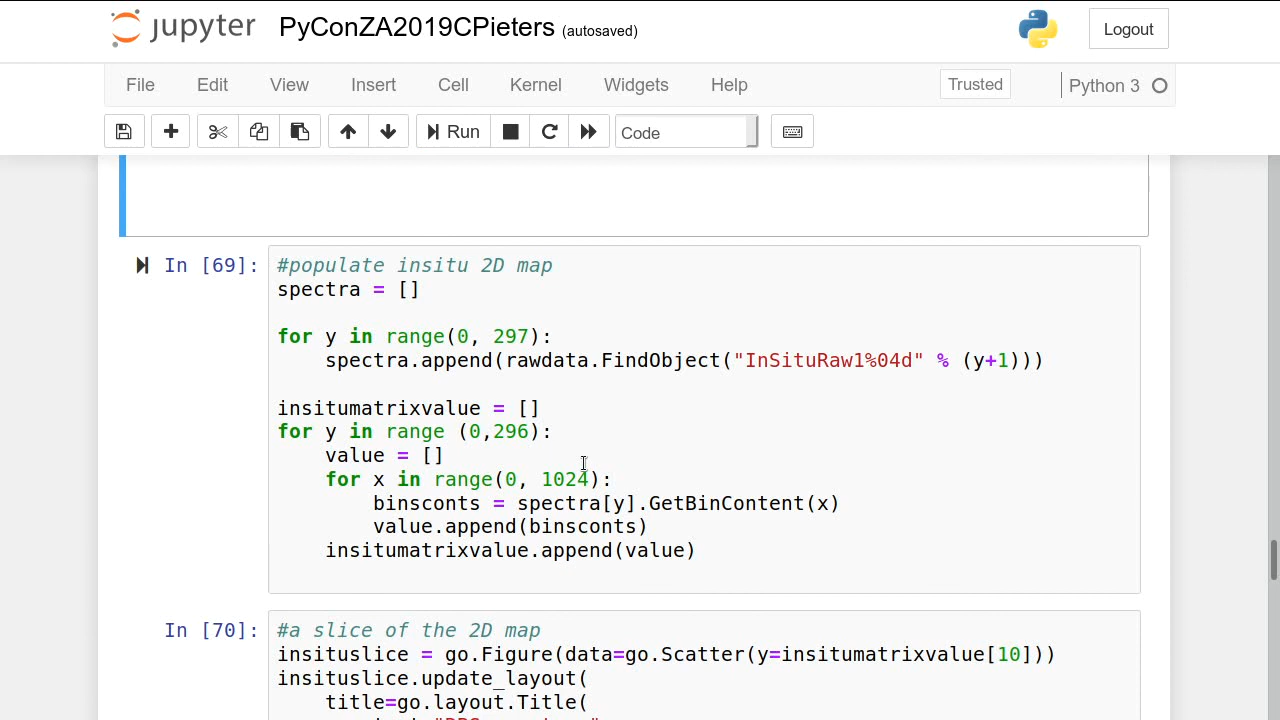 jupyter PyConZA2019CPieters (autosaved) Logout
File Edit View Insert Cell Kernel Widgets Help Trusted Python 3
Run Code
In [69]: #populate insitu 2D map
spectra = []
for y in range(0, 297):
    spectra.append(rawdata.FindObject("InSituRaw1%04d" % (y+1)))
insitumatrixvalue = []
for y in range (0,296):
    value = []
    for x in range(0, 1024):
        binsconts = spectra[y].GetBinContent(x)
        value.append(binsconts)
    insitumatrixvalue.append(value)
In [70]: #a slice of the 2D map
insituslice = go.Figure(data=go.Scatter(y=insitumatrixvalue[10]))
insituslice.update_layout(
    title=go.layout.Title(